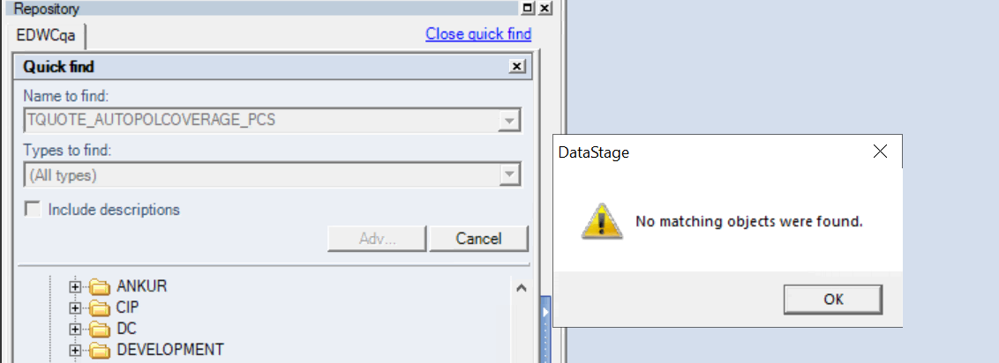 Repository
EDWCqa
Close quick find
Quick find
Name to find:
TQUOTE_AUTOPOLCOVERAGE_PCS
Types to find:
(All types)
Include descriptions
Adv... Cancel
ANKUR
CIP
DC
DEVELOPMENT
DataStage
No matching objects were found.
OK